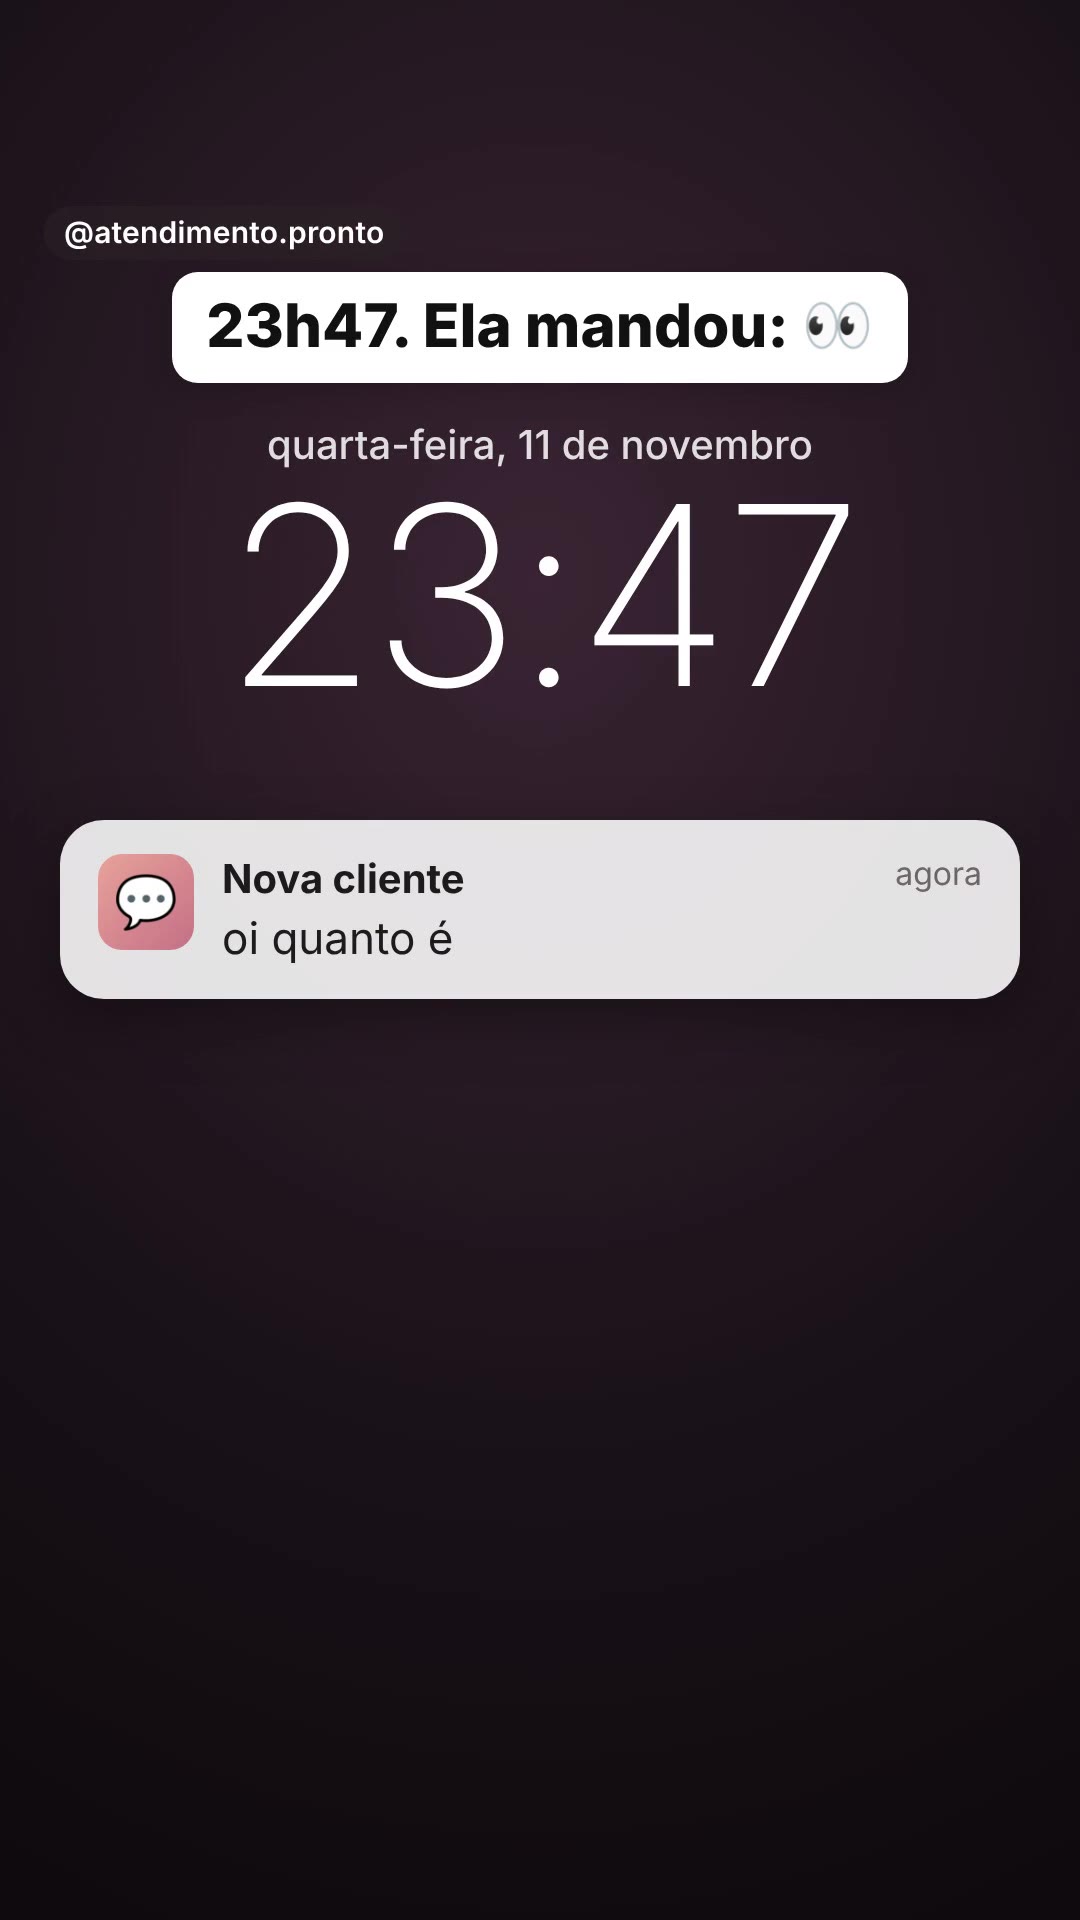 @atendimento.pronto
23h47. Ela mandou: 👀
quarta-feira, 11 de novembro
23:47
Nova cliente
agora
oi quanto é